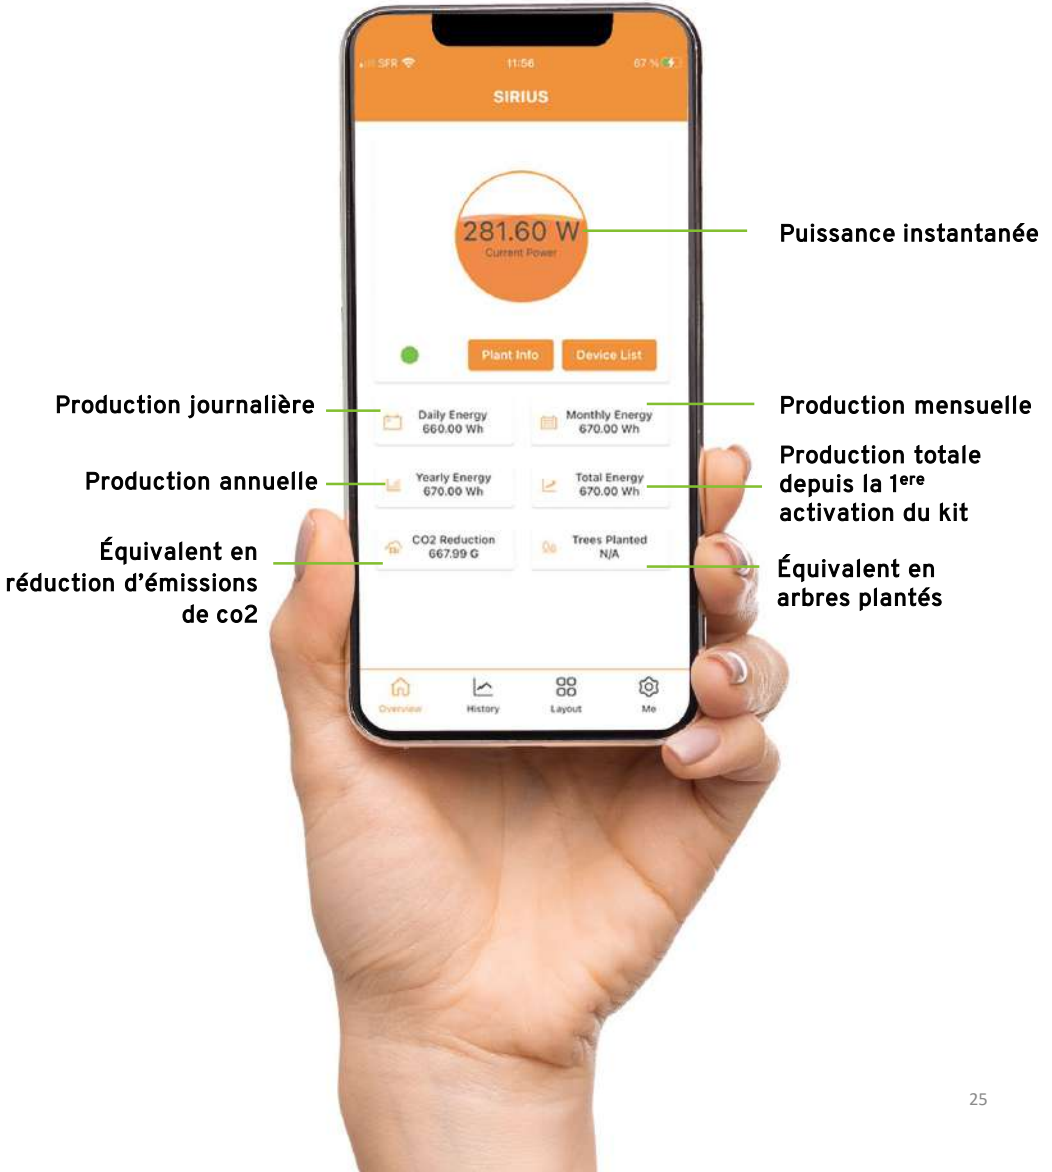 SFR
11:56
67 %
SIRIUS
281.60 W
Current Power
Puissance instantanée
Plant Info
Device List
Production journalière
Daily Energy
660.00 Wh
Monthly Energy
670.00 Wh
Production mensuelle
Production annuelle
Yearly Energy
670.00 Wh
Total Energy
670.00 Wh
Production totale
depuis la 1ere
activation du kit
Équivalent en
réduction d'émissions
de co2
CO2 Reduction
667.99 G
Trees Planted
N/A
Équivalent en
arbres plantés
Overview
History
Layout
Me
25